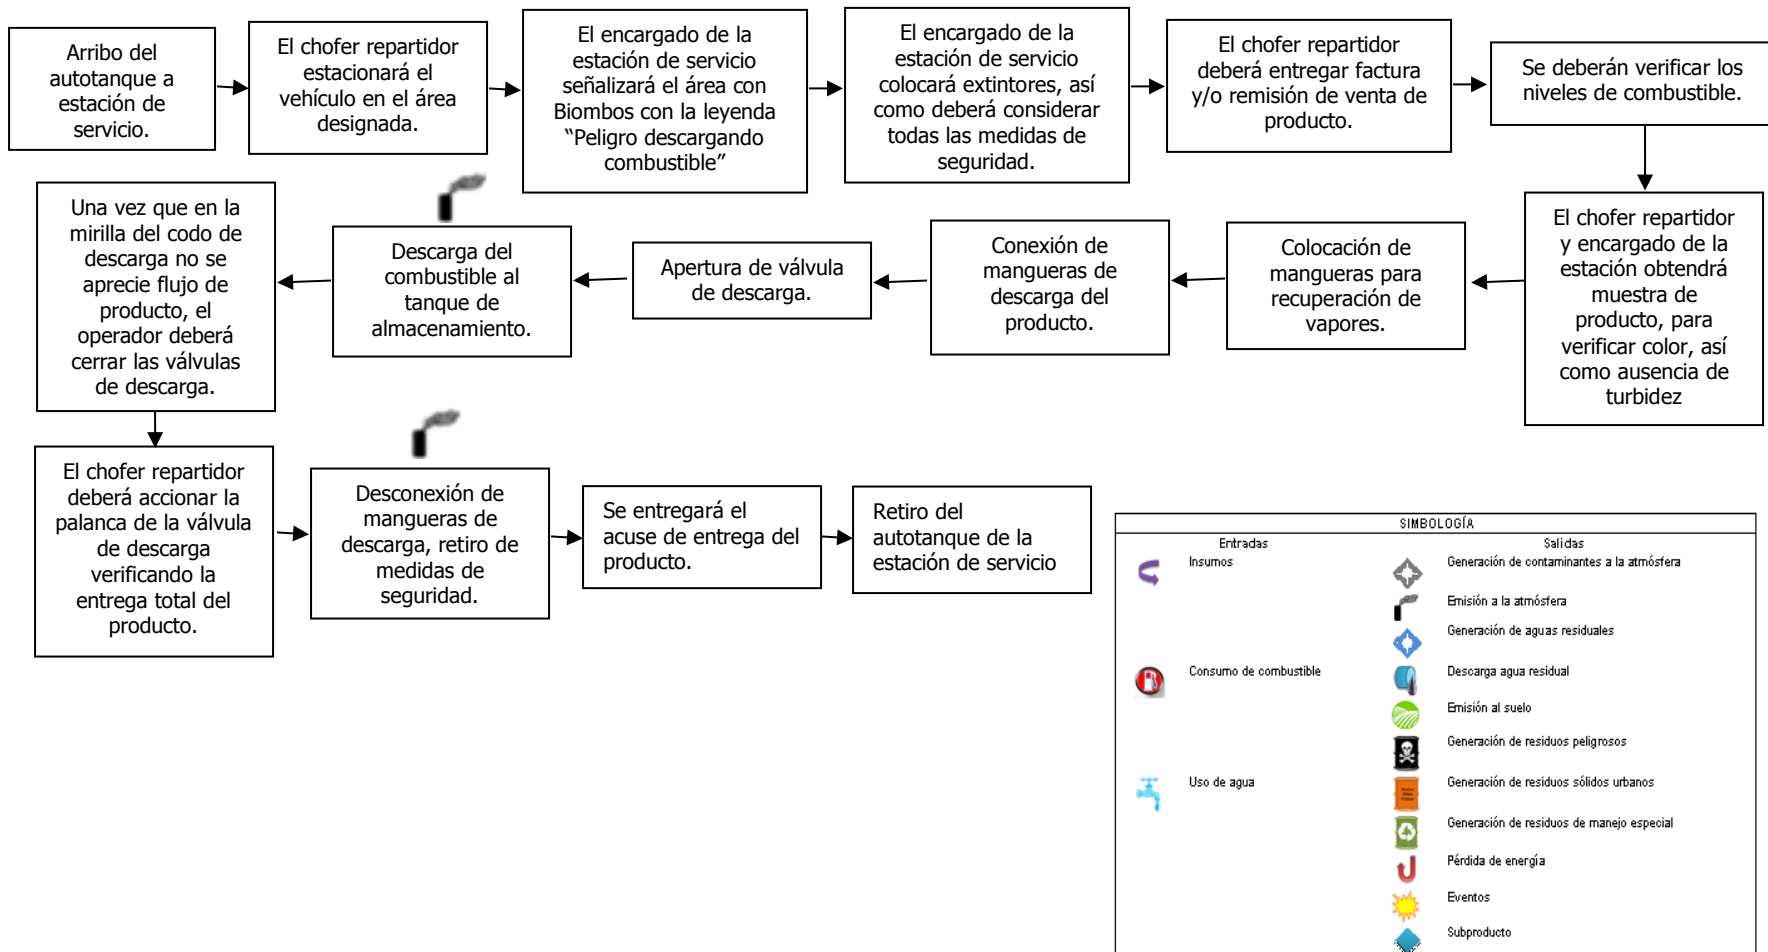 Arribo del
autotanque a
estación de
servicio.
El chofer repartidor
estacionará el
vehículo en el área
designada.
El encargado de la
estación de servicio
señalizará el área con
Biombos con la leyenda
“Peligro descargando
combustible”
El encargado de la
estación de servicio
colocará extintores, así
como deberá considerar
todas las medidas de
seguridad.
El chofer repartidor
deberá entregar factura
y/o remisión de venta de
producto.
Se deberán verificar los
niveles de combustible.
El chofer repartidor
y encargado de la
estación obtendrá
muestra de
producto, para
verificar color, así
como ausencia de
turbidez
Colocación de
mangueras para
recuperación de
vapores.
Conexión de
mangueras de
descarga del
producto.
Apertura de válvula
de descarga.
Descarga del
combustible al
tanque de
almacenamiento.
Una vez que en la
mirilla del codo de
descarga no se
aprecie flujo de
producto, el
operador deberá
cerrar las válvulas
de descarga.
El chofer repartidor
deberá accionar la
palanca de la válvula
de descarga
verificando la
entrega total del
producto.
Desconexión de
mangueras de
descarga, retiro de
medidas de
seguridad.
Se entregará el
acuse de entrega del
producto.
Retiro del
autotanque de la
estación de servicio
SIMBOLOGÍA
Entradas
Salidas
Insumos
Generación de contaminantes a la atmósfera
Emisión a la atmósfera
Generación de aguas residuales
Consumo de combustible
Descarga agua residual
Emisión al suelo
Generación de residuos peligrosos
Uso de agua
Generación de residuos sólidos urbanos
Generación de residuos de manejo especial
Pérdida de energía
Eventos
Subproducto